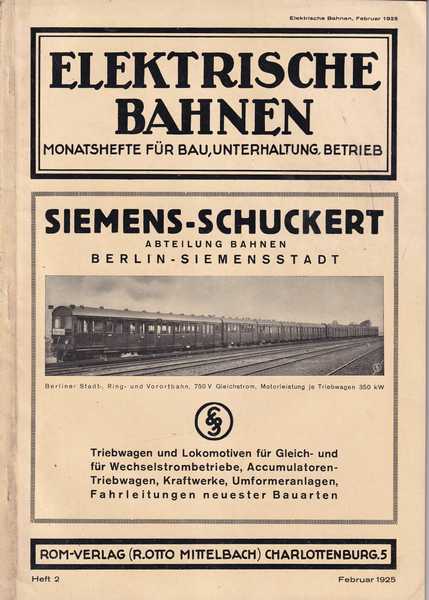 Elektrische Bahnen, Februar 1925
ELEKTRISCHE
BAHNEN
MONATSHEFTE FÜR BAU, UNTERHALTUNG, BETRIEB
SIEMENS-SCHUCKERT
ABTEILUNG BAHNEN
BERLIN-SIEMENSSTADT
Berliner Stadt-, Ring- und Vorortbahn, 750 V Gleichstrom, Motorleistung je Triebwagen 350 kW
Triebwagen und Lokomotiven für Gleich- und
für Wechselstrombetriebe, Accumulatoren-
Triebwagen, Kraftwerke, Umformeranlagen,
Fahrleitungen neuester Bauarten
ROM-VERLAG (R.OTTO MITTELBACH) CHARLOTTENBURG.5
Heft 2
Februar 1925